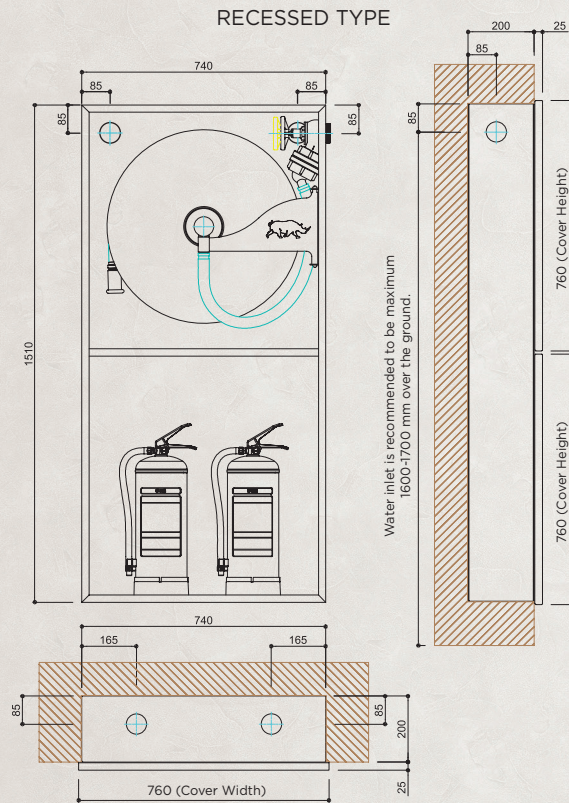 RECESSED TYPE
740
85
85
85
85
1510
200
25
85
85
760 (Cover Height)
760 (Cover Height)
Water inlet is recommended to be maximum
1600-1700 mm over the ground.
740
165
165
85
85
200
25
760 (Cover Width)